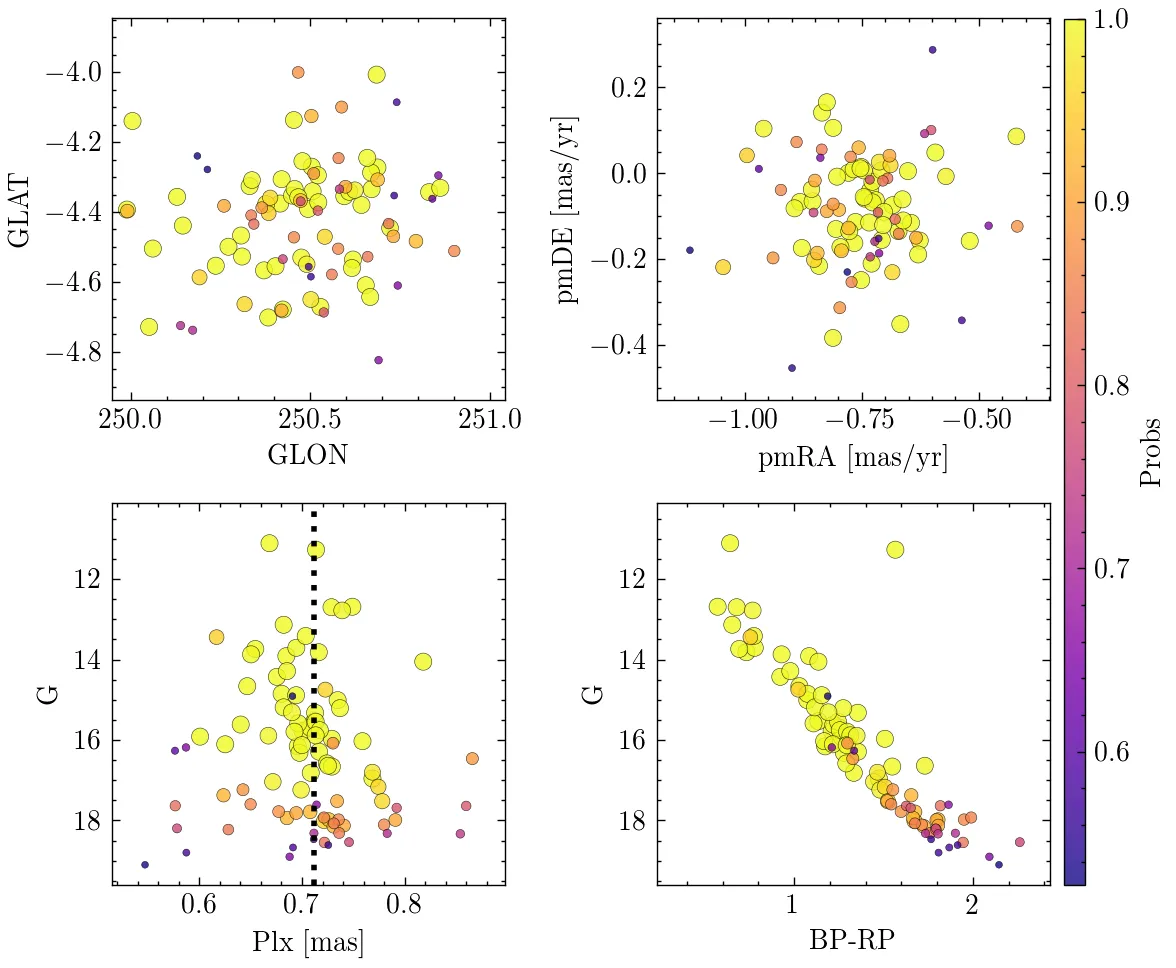 −4.0
−4.2
−4.4
−4.6
−4.8
GLAT
250.0 250.5 251.0
GLON
0.2
0.0
−0.2
−0.4
pmDE [mas/yr]
−1.00 −0.75 −0.50
pmRA [mas/yr]
12
14
16
18
G
0.6 0.7 0.8
Plx [mas]
12
14
16
18
G
1 2
BP-RP
1.0
0.9
0.8
0.7
0.6
Probs